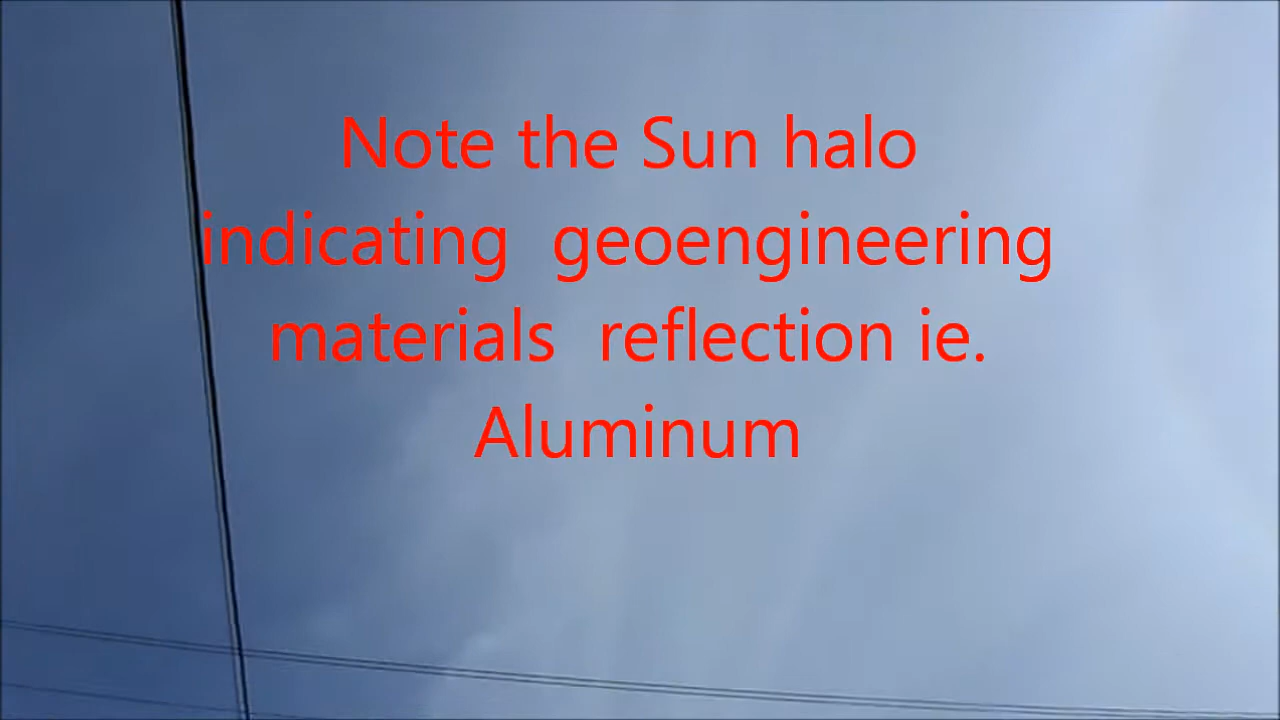 Note the Sun halo
indicating  geoengineering
materials  reflection ie.
Aluminum